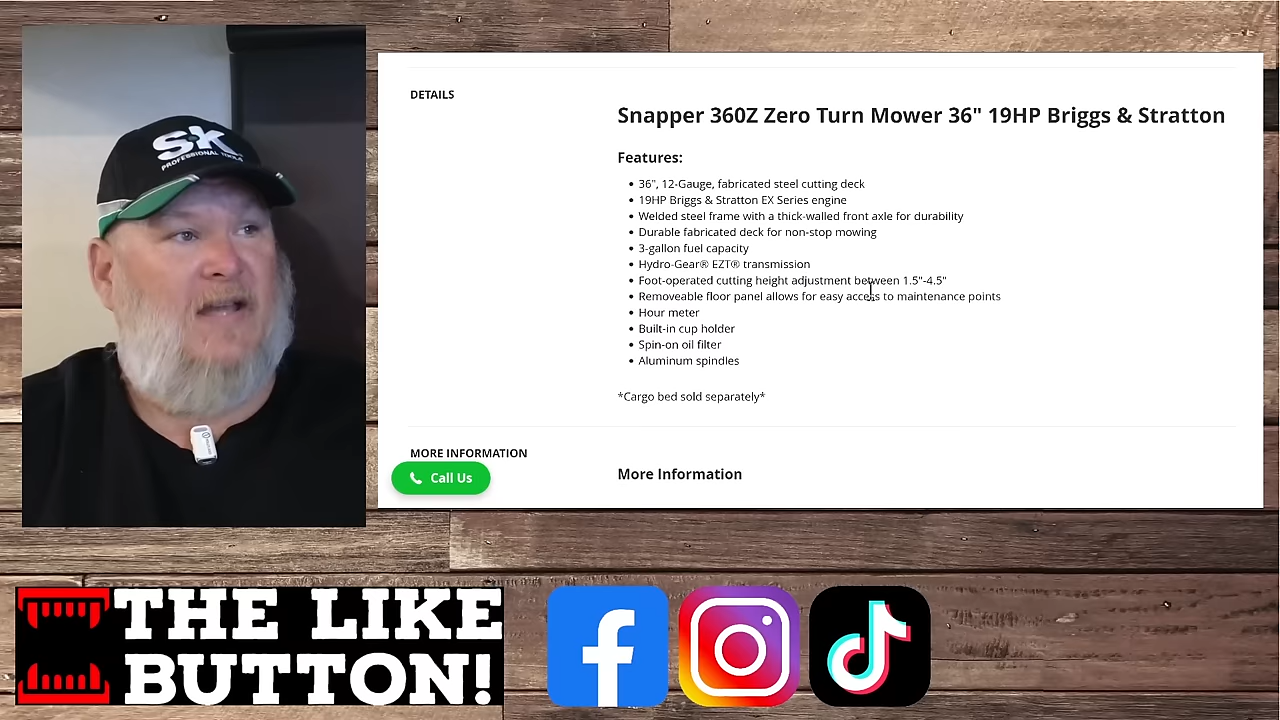 SK
PROFESSIONAL TOOLS
DETAILS
Snapper 360Z Zero Turn Mower 36" 19HP Briggs & Stratton
Features:
• 36", 12-Gauge, fabricated steel cutting deck
• 19HP Briggs & Stratton EX Series engine
• Welded steel frame with a thick-walled front axle for durability
• Durable fabricated deck for non-stop mowing
• 3-gallon fuel capacity
• Hydro-Gear® EZT® transmission
• Foot-operated cutting height adjustment between 1.5"-4.5"
• Removeable floor panel allows for easy access to maintenance points
• Hour meter
• Built-in cup holder
• Spin-on oil filter
• Aluminum spindles
*Cargo bed sold separately*
MORE INFORMATION
Call Us
More Information
THE LIKE
BUTTON!